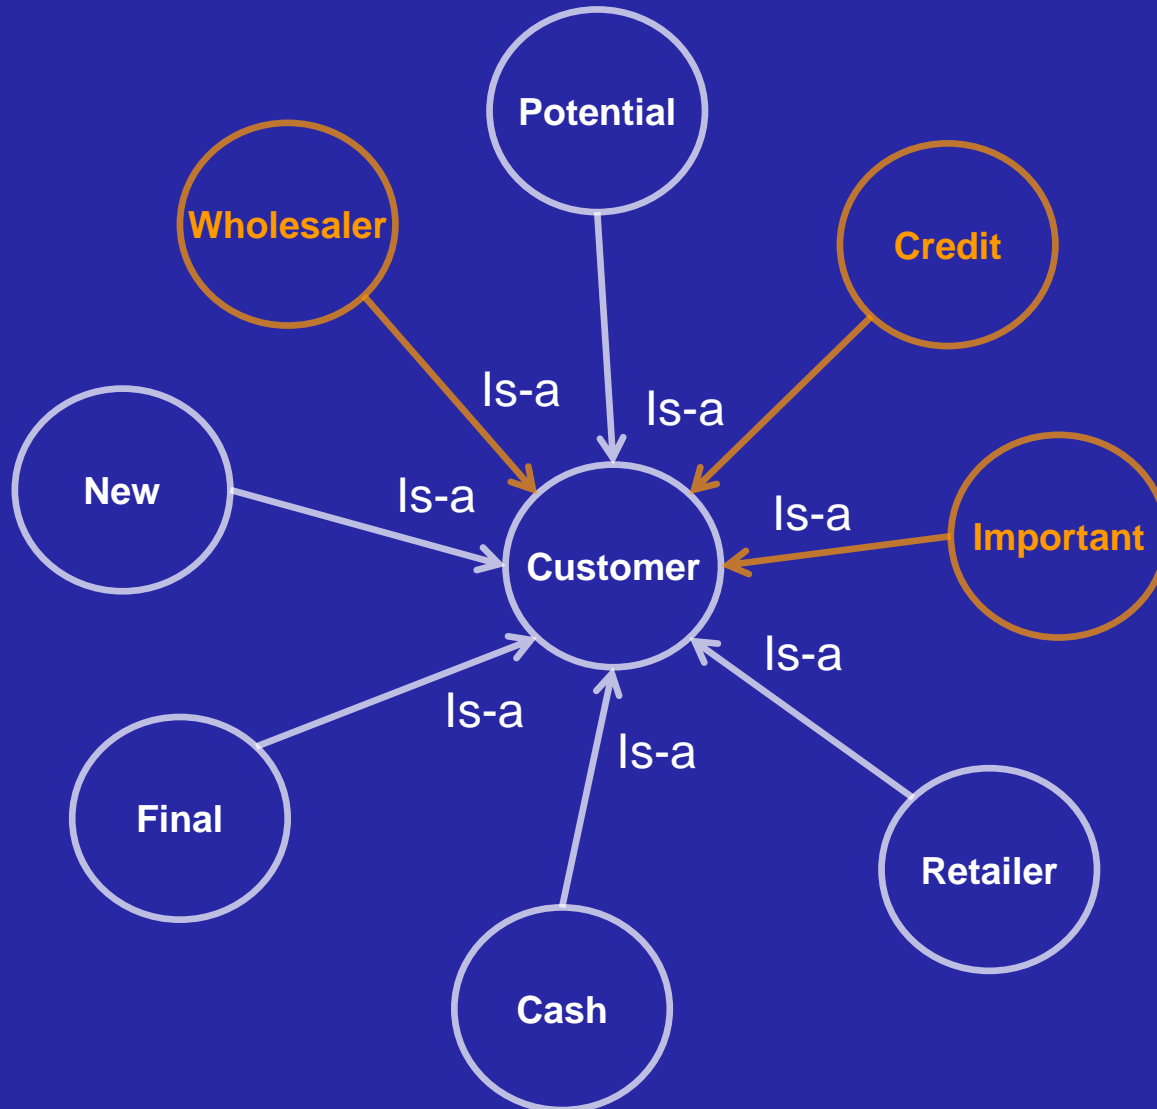 Potential
Wholesaler
Credit
Is-a
Is-a
New
Is-a
Is-a
Important
Customer
Is-a
Is-a
Is-a
Final
Retailer
Cash